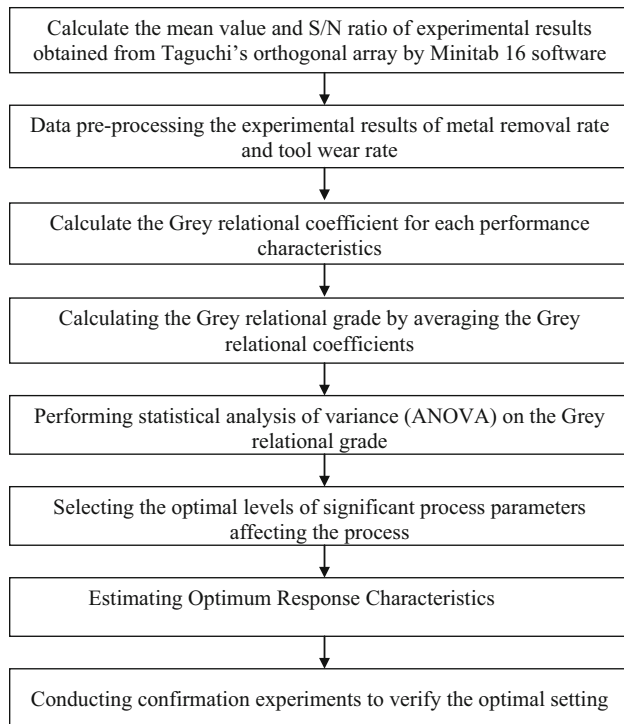 Calculate the mean value and S/N ratio of experimental results
obtained from Taguchi's orthogonal array by Minitab 16 software
Data pre-processing the experimental results of metal removal rate
and tool wear rate
Calculate the Grey relational coefficient for each performance
characteristics
Calculating the Grey relational grade by averaging the Grey
relational coefficients
Performing statistical analysis of variance (ANOVA) on the Grey
relational grade
Selecting the optimal levels of significant process parameters
affecting the process
Estimating Optimum Response Characteristics
Conducting confirmation experiments to verify the optimal setting